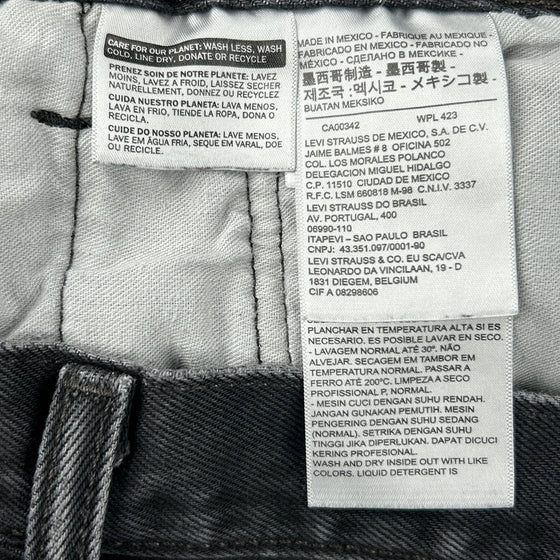 CARE FOR OUR PLANET: WASH LESS, WASH
COLD, LINE DRY, DONATE OR RECYCLE
PRENEZ SOIN DE NOTRE PLANETE: LAVEZ
MOINS, LAVEZ A FROID, LAISSEZ SECHER
NATURELLEMENT, DONNEZ OU RECYCLEZ
CUIDA NUESTRO PLANETA: LAVA MENOS,
LAVA EN FRIO, TIENDE LA ROPA, DONA O
RECICLA
CUIDE DO NOSSO PLANETA: LAVE MENOS,
LAVE EM ÁGUA FRIA, SEQUE EM VARAL, DOE
OU RECICLE.
MADE IN MEXICO - FABRIQUE AU MEXIQUE -
FABRICADO EN MEXICO - FABRICADO NO
MEXICO - СДЕЛАНО В МЕКСИКЕ -
墨西哥制造 - 墨西哥製 -
제조국 :멕시코 - メキシコ製 -
BUATAN MEKSIKO
CA00342 WPL 423
LEVI STRAUSS DE MEXICO, S.A. DE C.V.
JAIME BALMES # 8 OFICINA 502
COL. LOS MORALES POLANCO
DELEGACION MIGUEL HIDALGO
C.P. 11510 CIUDAD DE MEXICO
R.F.C. LSM 660818 M-98 C.N.I.V. 3337
LEVI STRAUSS DO BRASIL
AV. PORTUGAL, 400
06990-110
ITAPEVI - SAO PAULO BRASIL
CNPJ: 43.351.097/0001-90
LEVI STRAUSS & CO. EU SCA/CVA
LEONARDO DA VINCILAAN, 19 - D
1831 DIEGEM, BELGIUM
CIF A 08298606
PLANCHAR EN TEMPERATURA ALTA SI ES
NECESARIO. ES POSIBLE LAVAR EN SECO.
- LAVAGEM NORMAL ATÉ 30°. NÃO
ALVEJAR. SECAGEM EM TAMBOR EM
TEMPERATURA NORMAL. PASSAR A
FERRO ATÉ 200°C. LIMPEZA A SECO
PROFISSIONAL P, NORMAL.
- MESIN CUCI DENGAN SUHU RENDAH.
JANGAN GUNAKAN PEMUTIH. MESIN
PENGERING DENGAN SUHU SEDANG
(NORMAL). SETRIKA DENGAN SUHU
TINGGI JIKA DIPERLUKAN. DAPAT DICUCI
KERING PROFESSIONAL.
WASH AND DRY INSIDE OUT WITH LIKE
COLORS. LIQUID DETERGENT IS